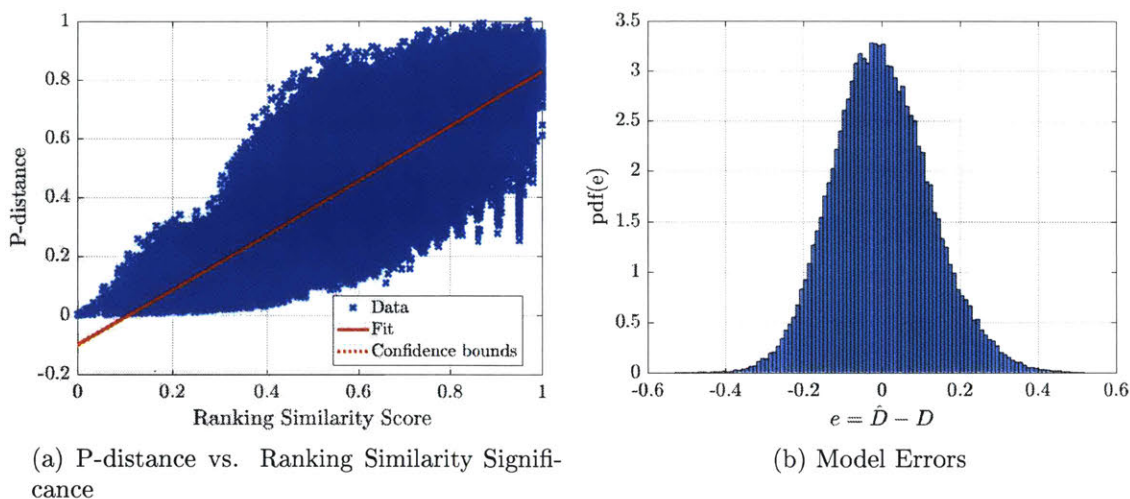 1
0.8
0.6
0.4
0.2
0
-0.2
P-distance
Data
Fit
Confidence bounds
0 0.2 0.4 0.6 0.8 1
Ranking Similarity Score
(a) P-distance vs. Ranking Similarity Signifi-
cance
3.5
3
2.5
2
1.5
1
0.5
0
pdf(e)
-0.6 -0.4 -0.2 0 0.2 0.4 0.6
e = D̂ − D
(b) Model Errors